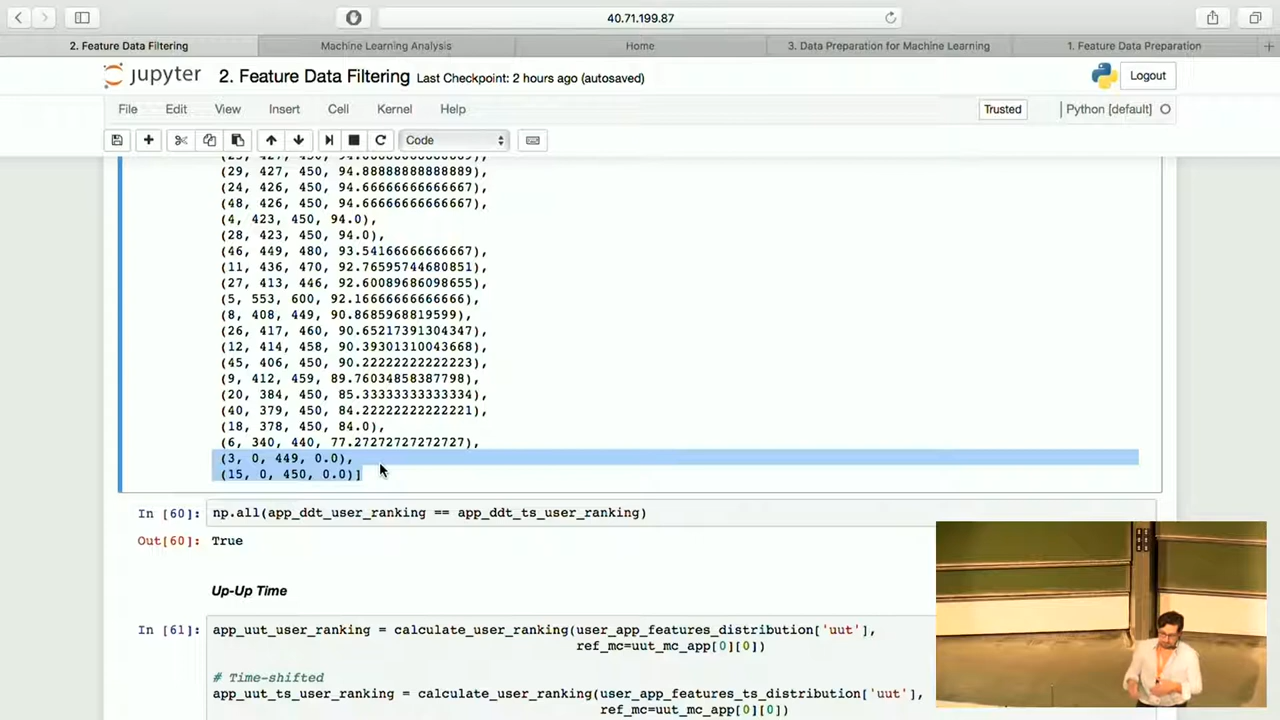 40.71.199.87
2. Feature Data Filtering
Machine Learning Analysis
Home
3. Data Preparation for Machine Learning
1. Feature Data Preparation
jupyter 2. Feature Data Filtering Last Checkpoint: 2 hours ago (autosaved)
Logout
File Edit View Insert Cell Kernel Help
Trusted
Python [default]
Code
(29, 427, 450, 94.88888888888889),
(24, 426, 450, 94.66666666666667),
(48, 426, 450, 94.66666666666667),
(4, 423, 450, 94.0),
(28, 423, 450, 94.0),
(46, 449, 480, 93.54166666666667),
(11, 436, 470, 92.76595744680851),
(27, 413, 446, 92.60089686098655),
(5, 553, 600, 92.16666666666666),
(8, 408, 449, 90.8685968819599),
(26, 417, 460, 90.65217391304347),
(12, 414, 458, 90.39301310043668),
(45, 406, 450, 90.22222222222223),
(9, 412, 459, 89.76034858387798),
(20, 384, 450, 85.33333333333334),
(40, 379, 450, 84.22222222222221),
(18, 378, 450, 84.0),
(6, 340, 440, 77.27272727272727),
(3, 0, 449, 0.0),
(15, 0, 450, 0.0)]
In [60]: np.all(app_ddt_user_ranking == app_ddt_ts_user_ranking)
Out[60]: True
Up-Up Time
In [61]: app_uut_user_ranking = calculate_user_ranking(user_app_features_distribution['uut'],
ref_mc=uut_mc_app[0][0])
# Time-shifted
app_uut_ts_user_ranking = calculate_user_ranking(user_app_features_ts_distribution['uut'],
ref_mc=uut_mc_app[0][0])